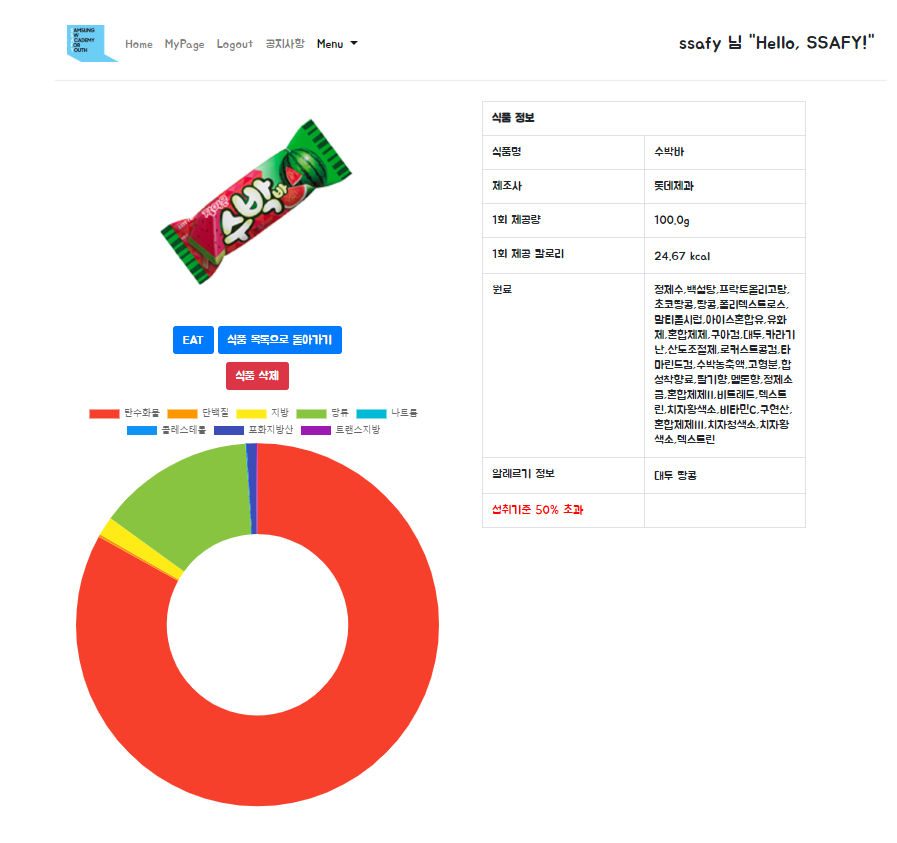 AMSUNG
W
CADEMY
OR
OUTH
Home MyPage Logout 공지사항 Menu
ssafy 님 "Hello, SSAFY!"
수박바
EAT
식품 목록으로 돌아가기
식품 삭제
탄수화물 단백질 지방 당류 나트륨
콜레스테롤 포화지방산 트랜스지방
식품 정보
식품명 수박바
제조사 롯데제과
1회 제공량 100.0g
1회 제공 칼로리 24.67 kcal
원료 정제수,백설탕,프락토올리고당,
초코땅콩,땅콩,폴리덱스트로스,
말티톨시럽,아이스혼합유,유화
제,혼합제제,구아검,대두,카라기
난,산도조절제,로커스트콩검,타
마린드검,수박농축액,고형분,합
성착향료,딸기향,멜론향,정제소
금,혼합제제II,비트레드,덱스트
린,치자황색소,비타민C,구연산,
혼합제제III,치자청색소,치자황
색소,덱스트린
알레르기 정보 대두 땅콩
섭취기준 50% 초과